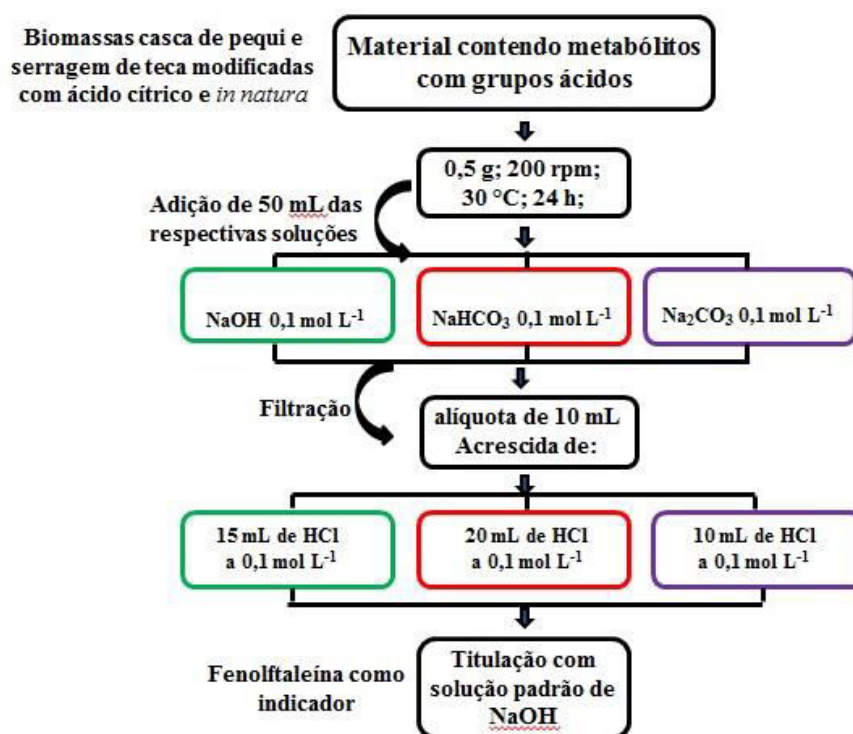 Biomassas casca de pequi e
serragem de teca modificadas
com ácido cítrico e in natura
Material contendo metabólitos
com grupos ácidos
0,5 g; 200 rpm;
30 °C; 24 h;
Adição de 50 mL das
respectivas soluções
NaOH 0,1 mol L⁻¹
NaHCO₃ 0,1 mol L⁻¹
Na₂CO₃ 0,1 mol L⁻¹
Filtração
alíquota de 10 mL
Acrescida de:
15 mL de HCl
a 0,1 mol L⁻¹
20 mL de HCl
a 0,1 mol L⁻¹
10 mL de HCl
a 0,1 mol L⁻¹
Fenolftaleína como
indicador
Titulação com
solução padrão de
NaOH